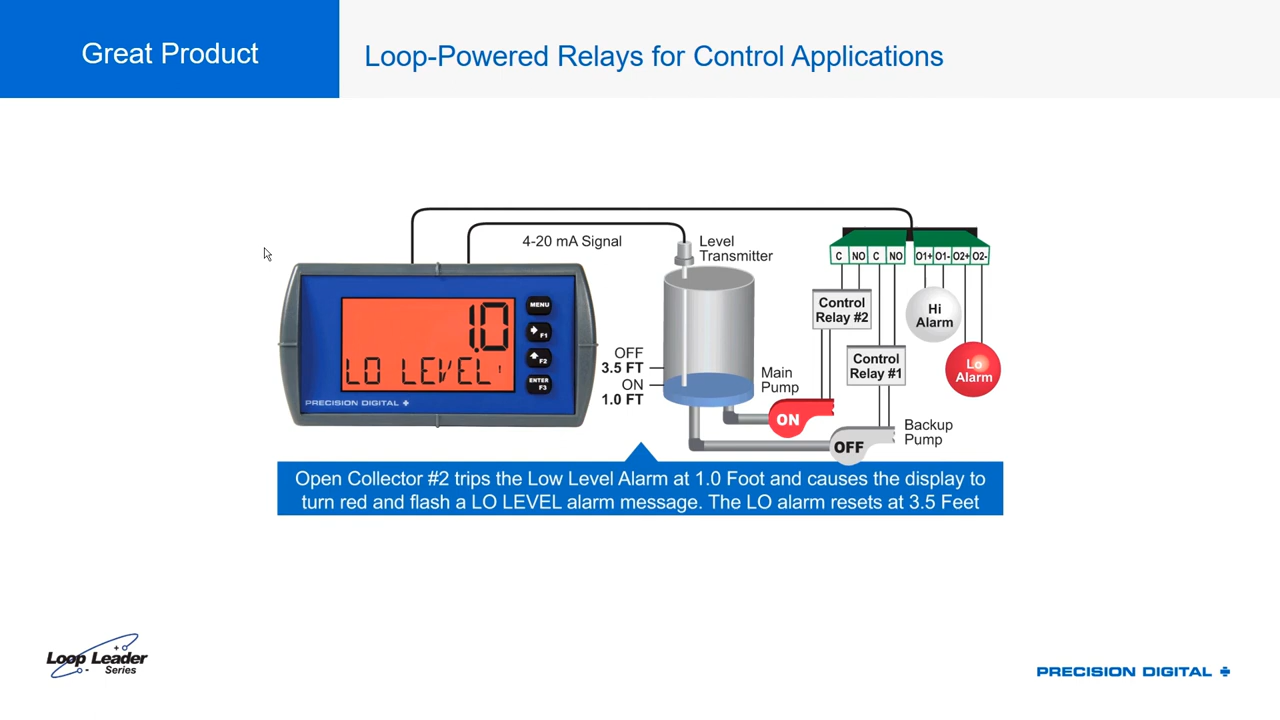 Great Product
Loop-Powered Relays for Control Applications
4-20 mA Signal
Level
Transmitter
C NO C NO O1+ O1- O2+ O2-
Control
Relay #2
Hi
Alarm
Control
Relay #1
Lo
Alarm
1.0
LO LEVEL
MENU
F1
F2
ENTER
F3
PRECISION DIGITAL
OFF
3.5 FT
ON
1.0 FT
Main
Pump
ON
Backup
Pump
OFF
Open Collector #2 trips the Low Level Alarm at 1.0 Foot and causes the display to
turn red and flash a LO LEVEL alarm message. The LO alarm resets at 3.5 Feet
Loop Leader
Series
PRECISION DIGITAL